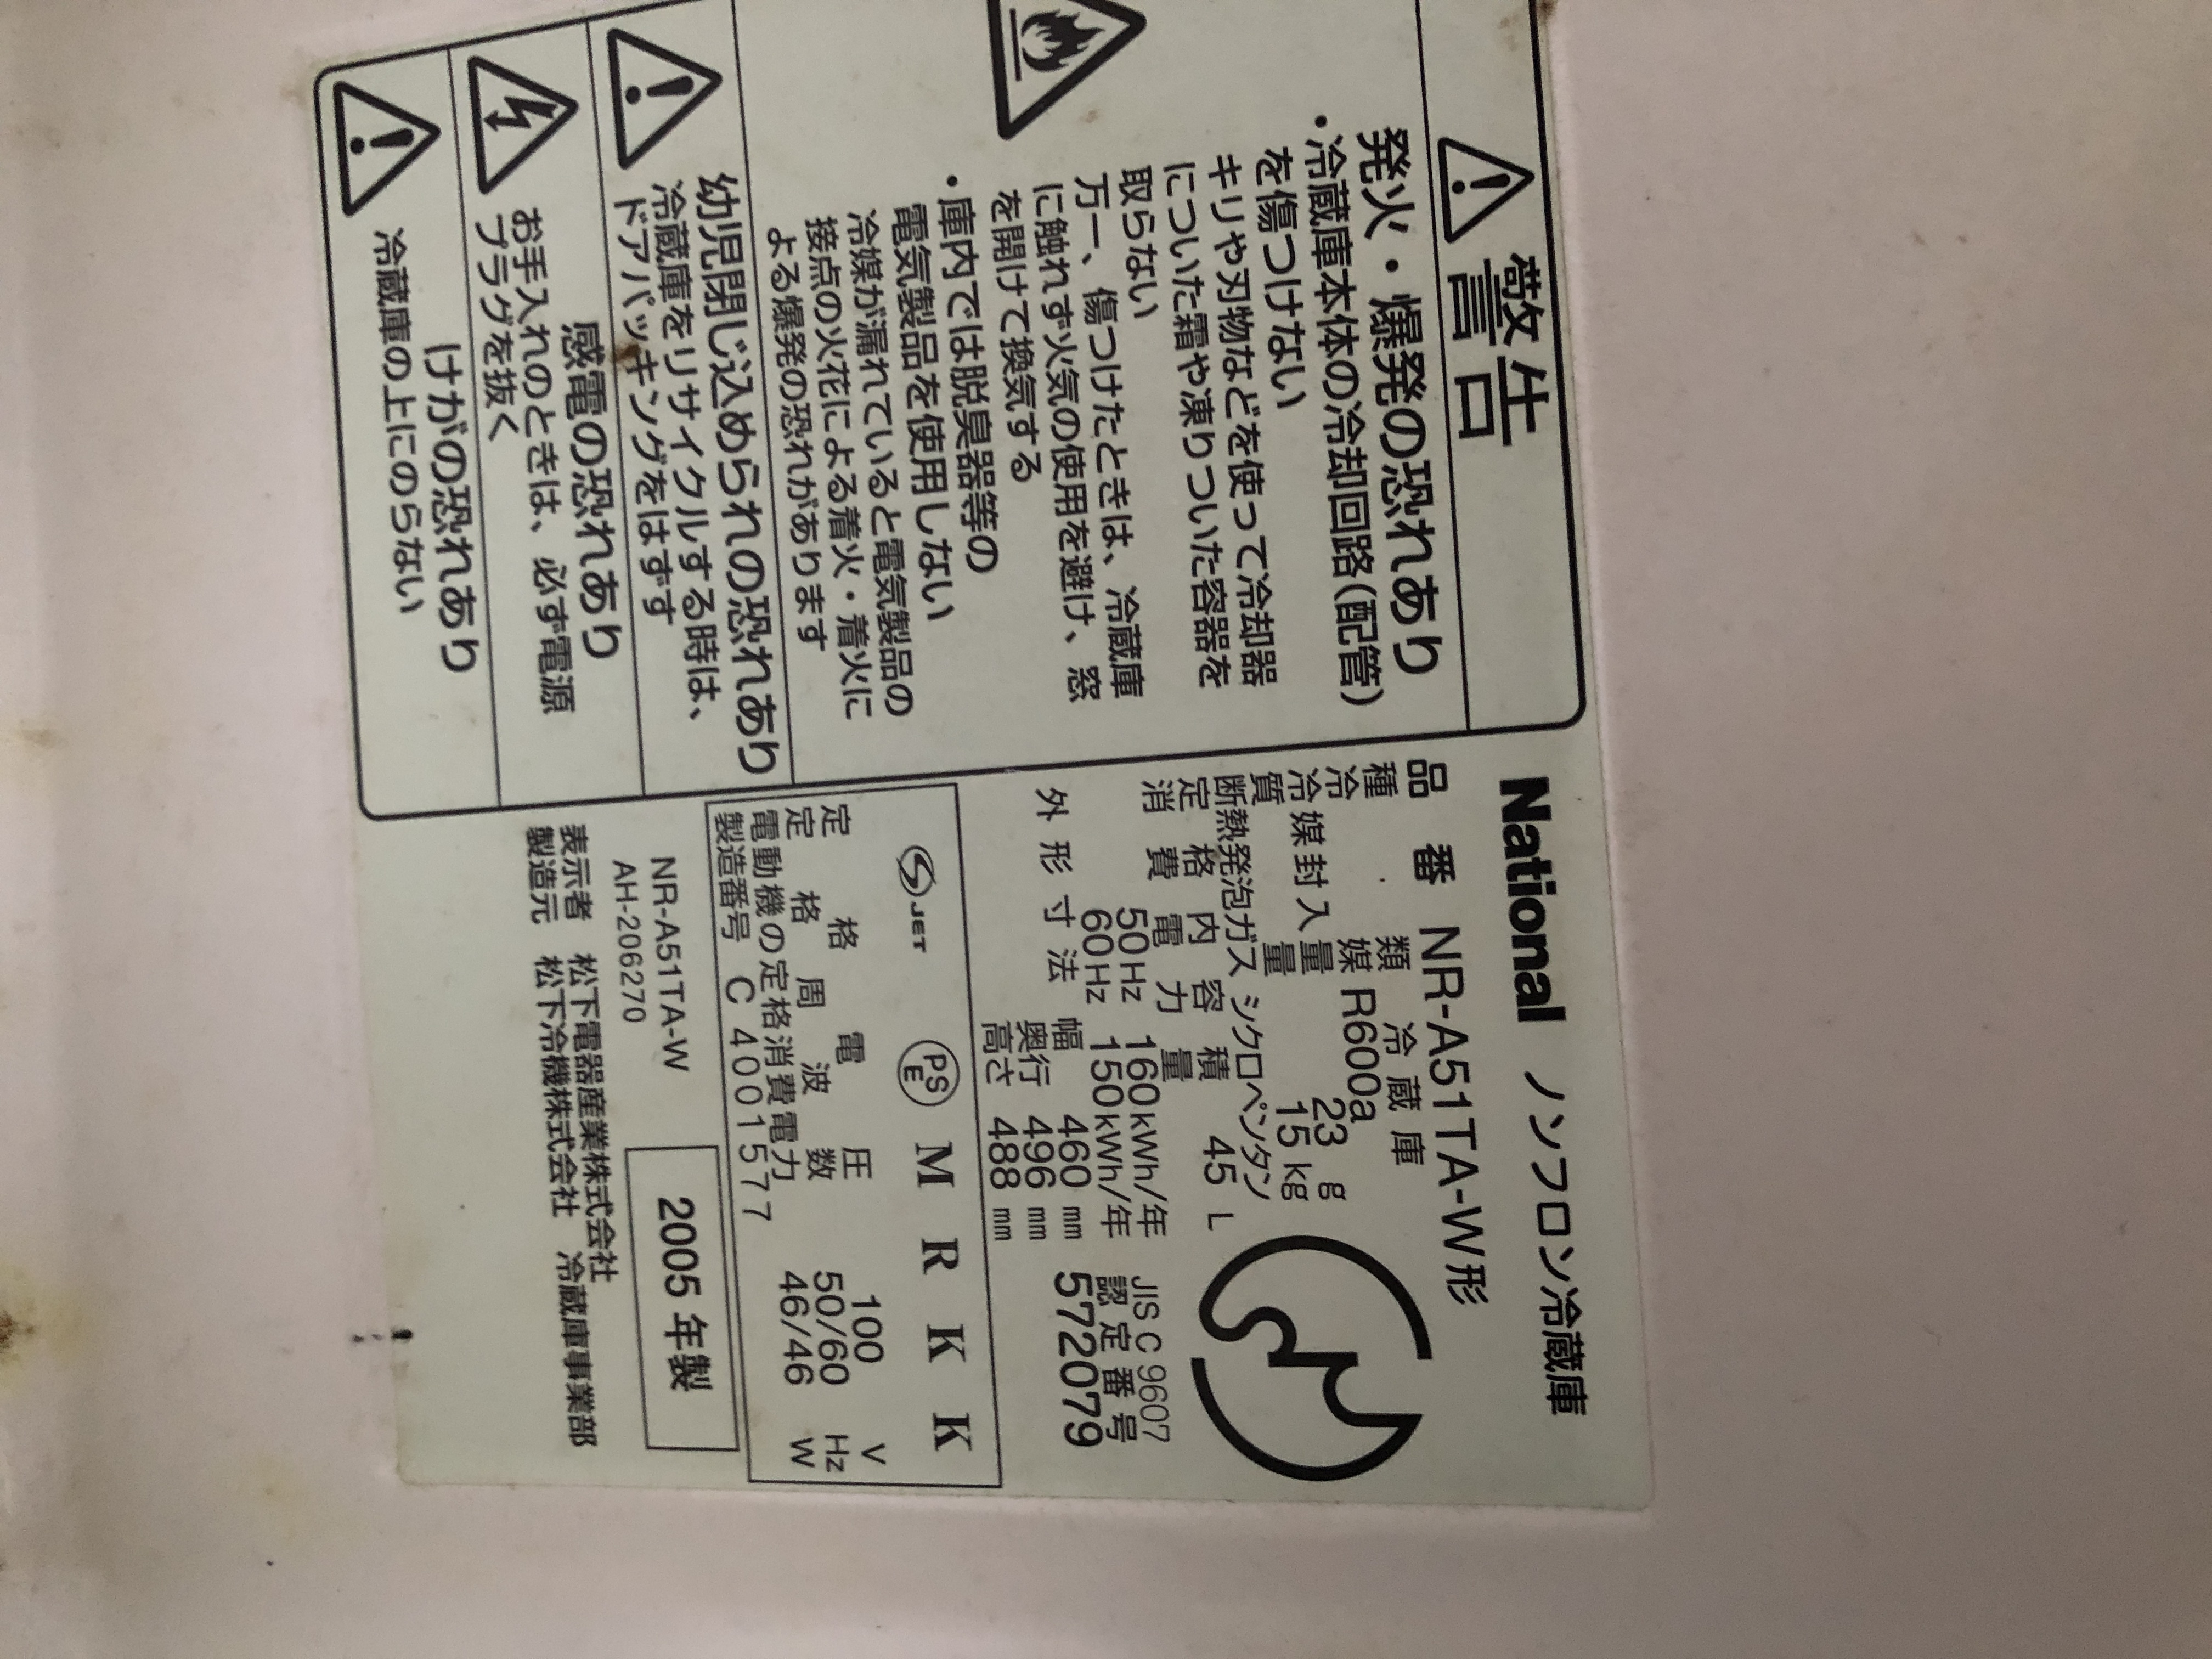 警告
発火・爆発の恐れあり
・冷蔵庫本体の冷却回路(配管)
を傷つけない
キリや刃物などを使って冷却器
についた霜や凍りついた容器を
取らない
万一、傷つけたときは、冷蔵庫
に触れず火気の使用を避け、窓
を開けて換気する
・庫内では脱臭器等の
電気製品を使用しない
冷媒が漏れていると電気製品の
接点の火花による着火・着火に
よる爆発の恐れがあります
幼児閉じ込められの恐れあり
冷蔵庫をリサイクルする時は、
ドアパッキングをはずす
感電の恐れあり
お手入れのときは、必ず電源
プラグを抜く
けがの恐れあり
冷蔵庫の上にのらない
National ノンフロン冷蔵庫
品番 NR-A51TA-W形
種類 冷蔵庫
冷媒 R600a
冷媒封入量 23 g
質量 15 kg
断熱発泡ガス シクロペンタン
定格内容積 45 L
消費電力量
50Hz 160kWh/年
60Hz 150kWh/年
外形寸法 幅 460 mm
奥行 496 mm
高さ 488 mm
JIS C 9607
認定番号
572079
S JET PS E M R K K
定格電圧 100 V
定格周波数 50/60 Hz
電動機の定格消費電力 46/46 W
製造番号 C 4001577
NR-A51TA-W
AH-206270
2005 年製
表示者 松下電器産業株式会社
製造元 松下冷機株式会社 冷蔵庫事業部